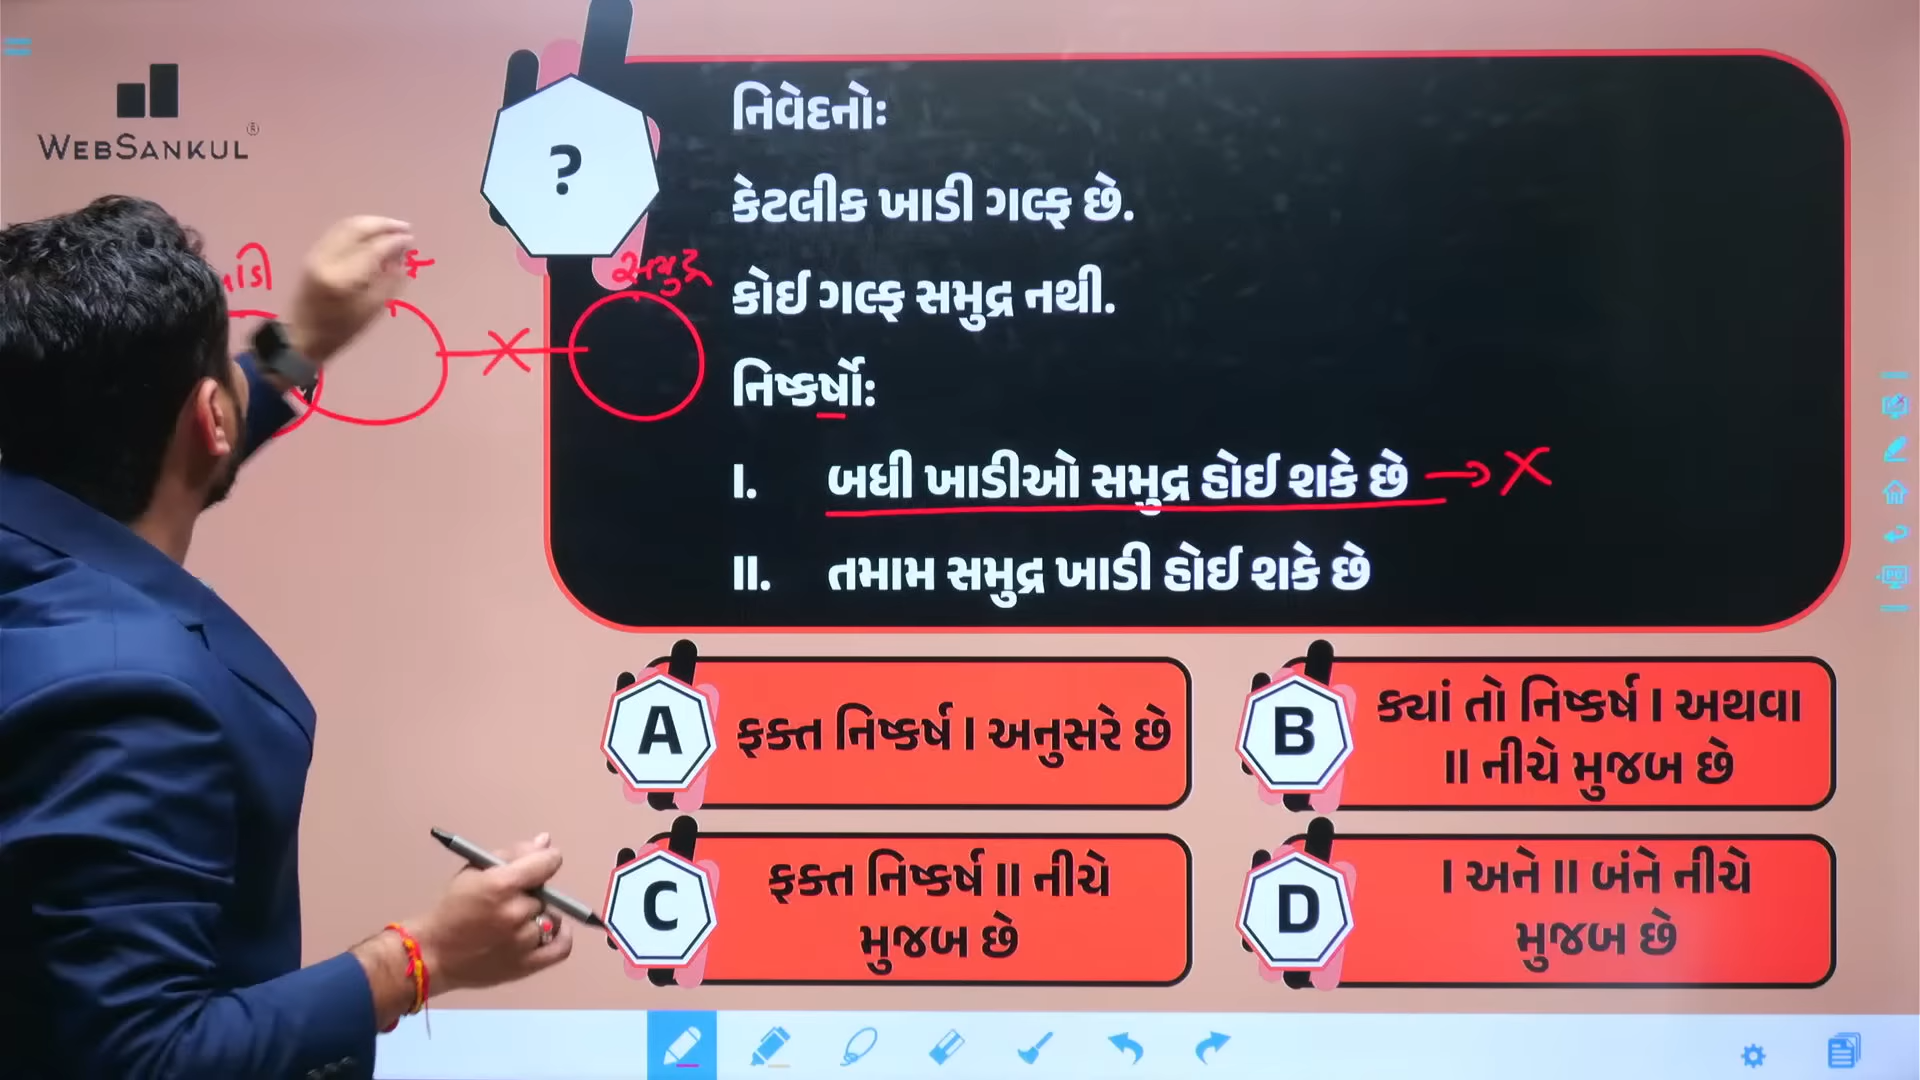 WEBSANKUL
?
નિવેદનોઃ
કેટલીક ખાડી ગલ્ફ છે.
સમુદ્ર
કોઈ ગલ્ફ સમુદ્ર નથી.
નિષ્કર્ષો:
I. બધી ખાડીઓ સમુદ્ર હોઈ શકે છે
II. તમામ સમુદ્ર ખાડી હોઈ શકે છે
A ફક્ત નિષ્કર્ષ I અનુસરે છે
B ક્યાં તો નિષ્કર્ષ I અથવા
II નીચે મુજબ છે
C ફક્ત નિષ્કર્ષ II નીચે
મુજબ છે
D I અને II બંને નીચે
મુજબ છે